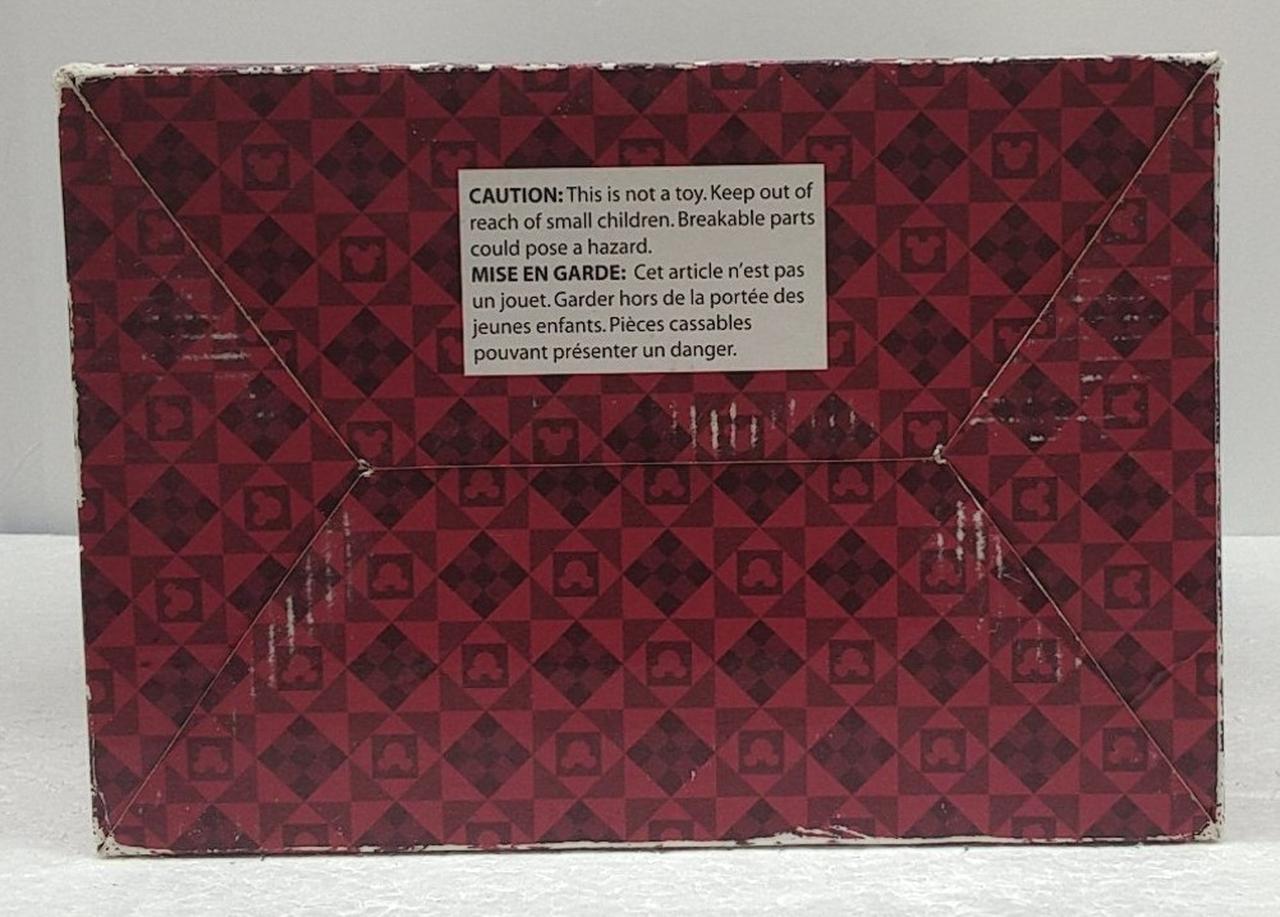 CAUTION: This is not a toy. Keep out of
reach of small children. Breakable parts
could pose a hazard.
MISE EN GARDE: Cet article n'est pas
un jouet. Garder hors de la portée des
jeunes enfants. Pièces cassables
pouvant présenter un danger.